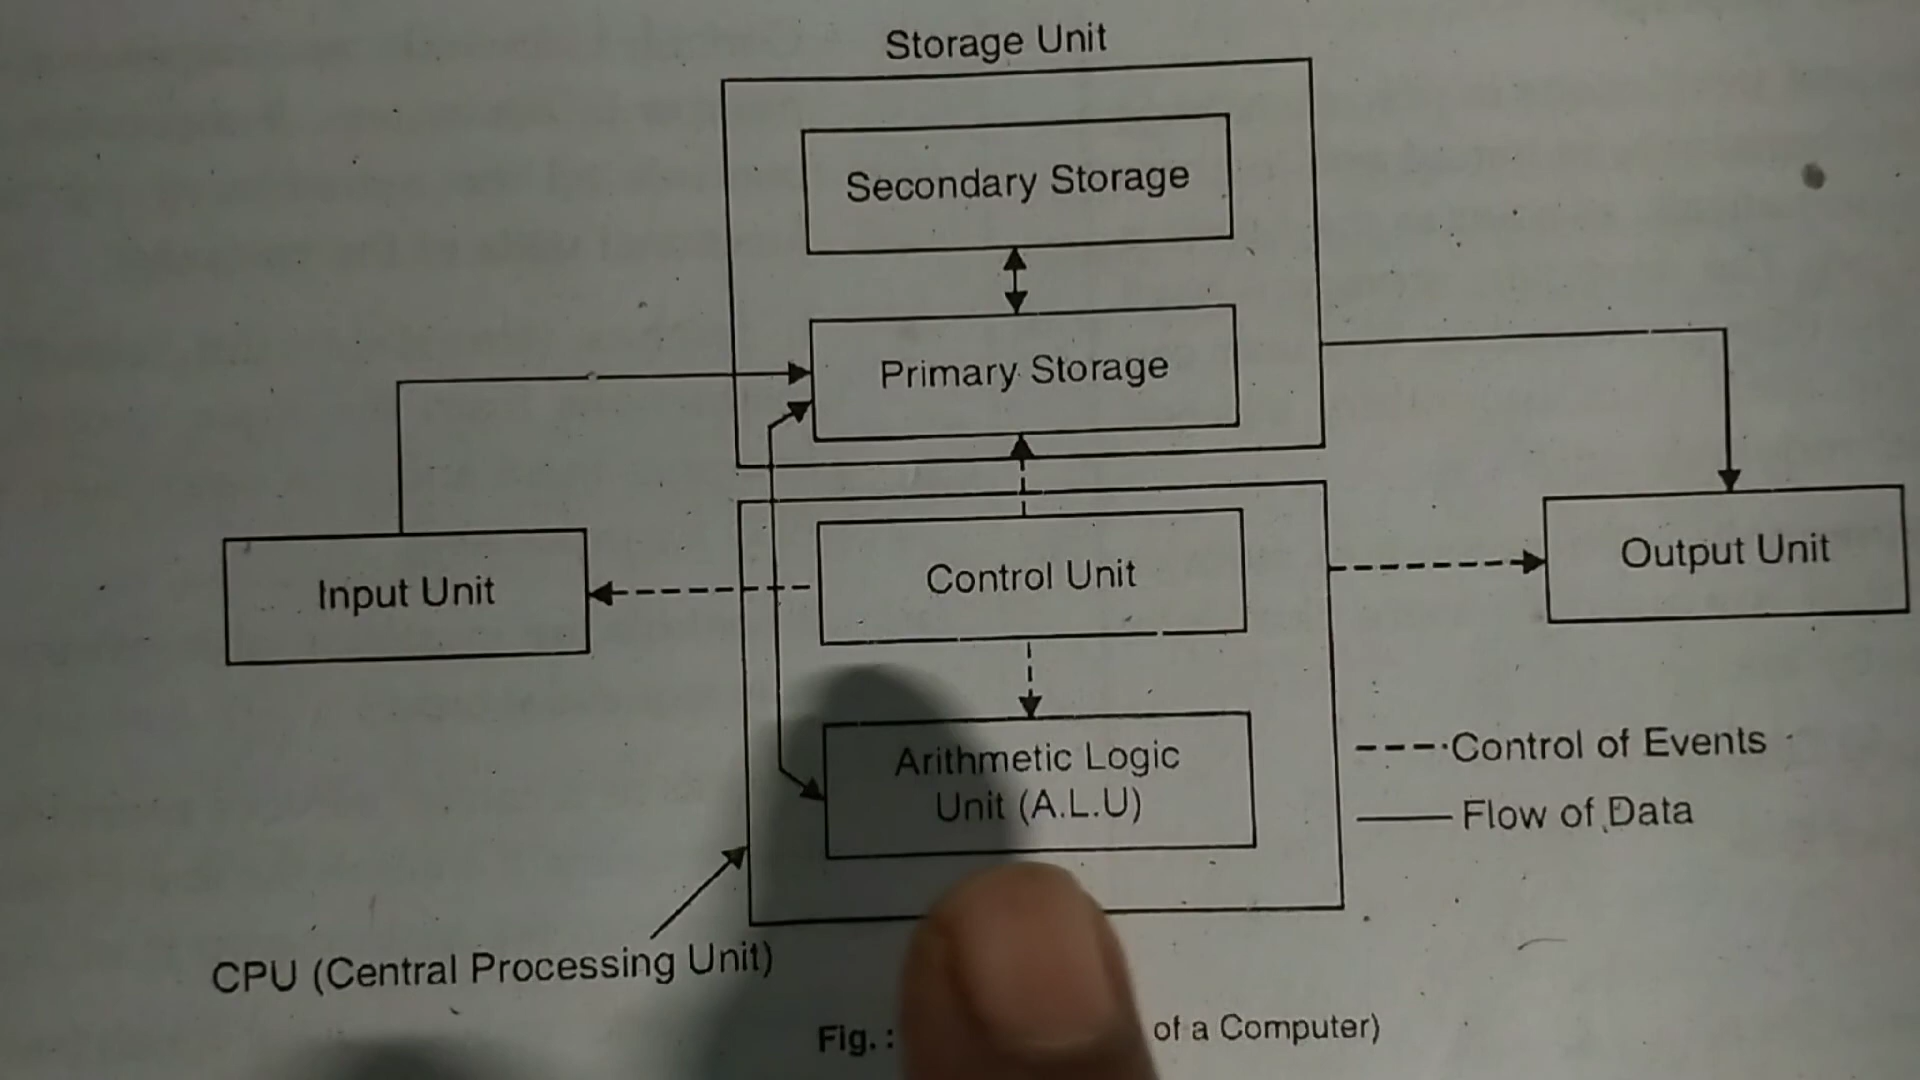 Storage Unit
Secondary Storage
Primary Storage
Input Unit
Control Unit
Output Unit
Arithmetic Logic
Unit (A.L.U)
Control of Events
Flow of Data
CPU (Central Processing Unit)
Fig. : of a Computer)